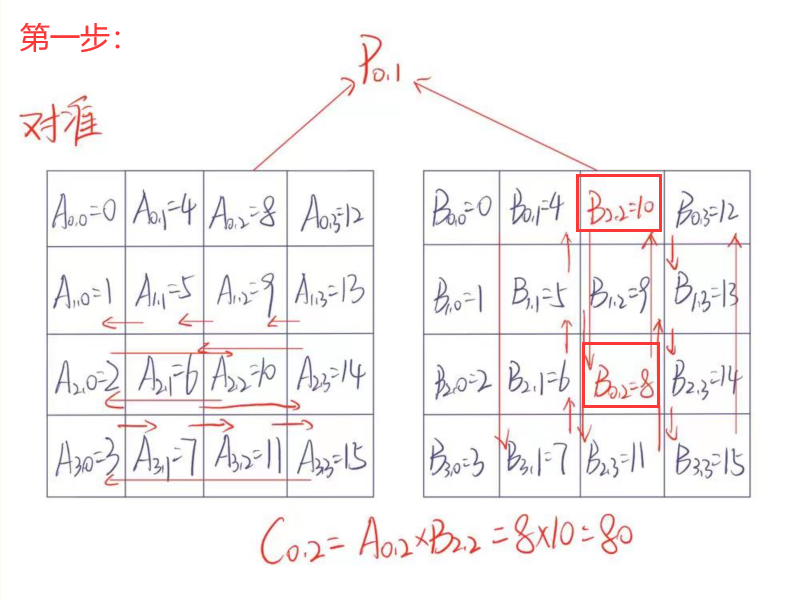 第一步：
P0,1
对准
A0,0=0 A0,1=4 A0,2=8 A0,3=12 B0,0=0 B0,1=4 B2,2=10 B0,3=12
A1,0=1 A1,1=5 A1,2=9 A1,3=13 B1,0=1 B1,1=5 B1,2=9 B1,3=13
A2,0=2 A2,1=6 A2,2=10 A2,3=14 B2,0=2 B2,1=6 B0,2=8 B2,3=14
A3,0=3 A3,1=7 A3,2=11 A3,3=15 B3,0=3 B3,1=7 B2,3=11 B3,3=15
C0,2=A0,2×B2,2=8×10=80